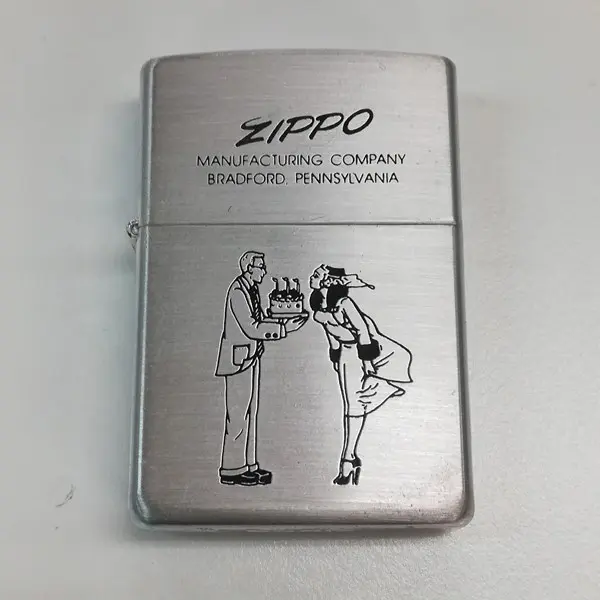 ZIPPO
MANUFACTURING COMPANY
BRADFORD, PENNSYLVANIA